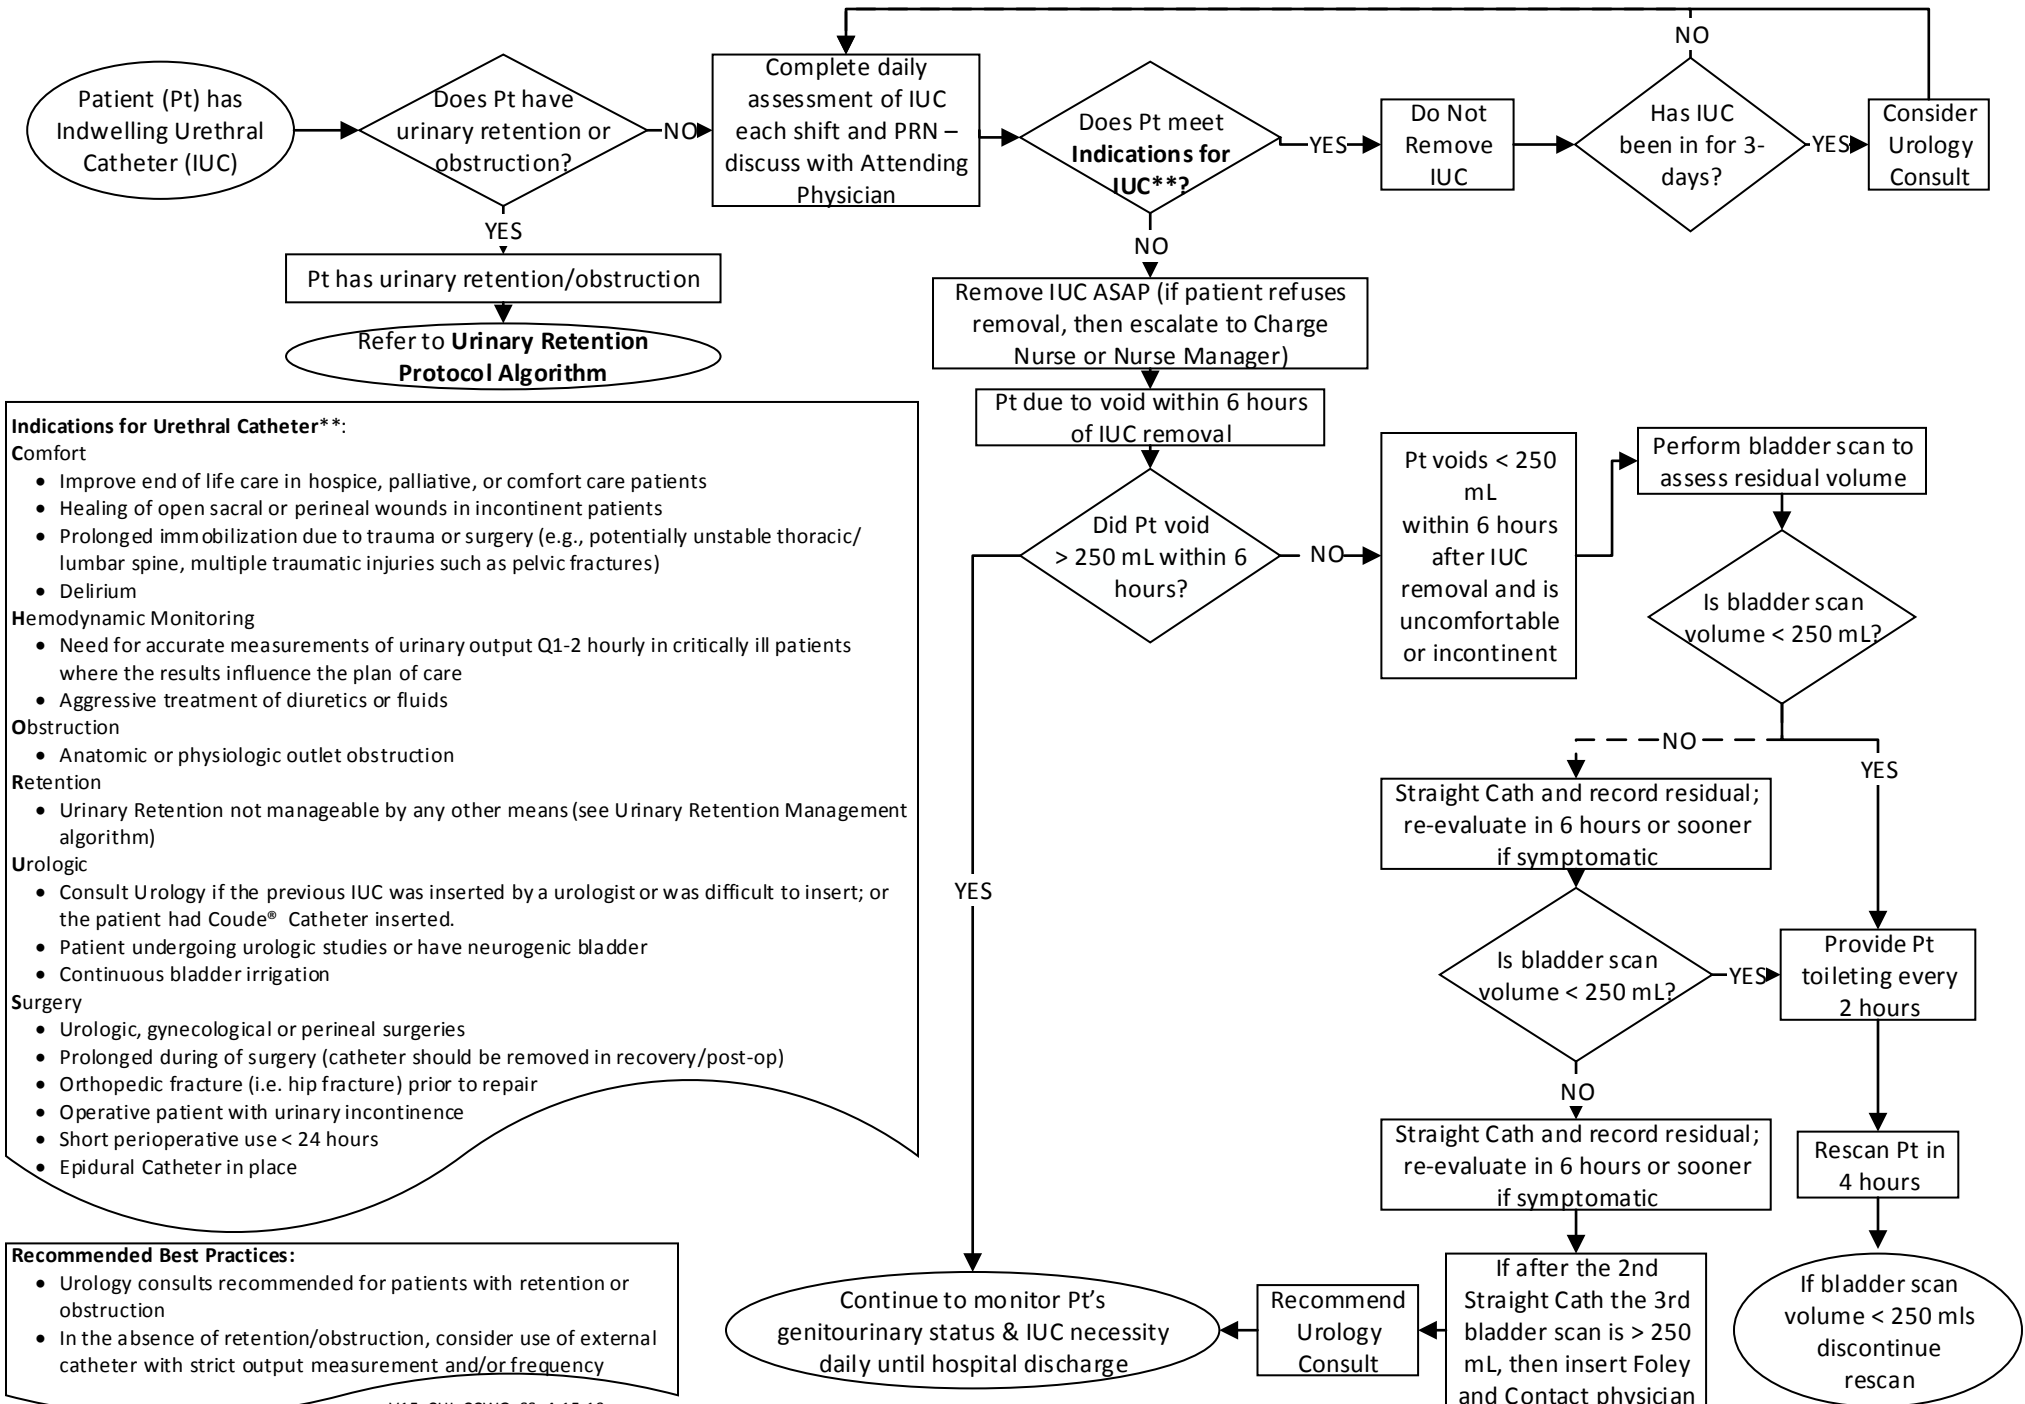 Patient (Pt) has
Indwelling Urethral
Catheter (IUC)
Does Pt have
urinary retention or
obstruction?
NO
YES
Pt has urinary retention/obstruction
Refer to Urinary Retention
Protocol Algorithm
Complete daily
assessment of IUC
each shift and PRN –
discuss with Attending
Physician
Does Pt meet
Indications for
IUC**?
YES
Do Not
Remove
IUC
Has IUC
been in for 3-
days?
NO
YES
Consider
Urology
Consult
NO
Remove IUC ASAP (if patient refuses
removal, then escalate to Charge
Nurse or Nurse Manager)
Pt due to void within 6 hours
of IUC removal
Did Pt void
> 250 mL within 6
hours?
NO
YES
Pt voids < 250
mL
within 6 hours
after IUC
removal and is
uncomfortable
or incontinent
Perform bladder scan to
assess residual volume
Is bladder scan
volume < 250 mL?
NO
YES
Straight Cath and record residual;
re-evaluate in 6 hours or sooner
if symptomatic
Is bladder scan
volume < 250 mL?
YES
Provide Pt
toileting every
2 hours
NO
Straight Cath and record residual;
re-evaluate in 6 hours or sooner
if symptomatic
Rescan Pt in
4 hours
If after the 2nd
Straight Cath the 3rd
bladder scan is > 250
mL, then insert Foley
and Contact physician
If bladder scan
volume < 250 mls
discontinue
rescan
Recommend
Urology
Consult
Continue to monitor Pt's
genitourinary status & IUC necessity
daily until hospital discharge
Indications for Urethral Catheter**:
Comfort
• Improve end of life care in hospice, palliative, or comfort care patients
• Healing of open sacral or perineal wounds in incontinent patients
• Prolonged immobilization due to trauma or surgery (e.g., potentially unstable thoracic/
lumbar spine, multiple traumatic injuries such as pelvic fractures)
• Delirium
Hemodynamic Monitoring
• Need for accurate measurements of urinary output Q1-2 hourly in critically ill patients
where the results influence the plan of care
• Aggressive treatment of diuretics or fluids
Obstruction
• Anatomic or physiologic outlet obstruction
Retention
• Urinary Retention not manageable by any other means (see Urinary Retention Management
algorithm)
Urologic
• Consult Urology if the previous IUC was inserted by a urologist or was difficult to insert; or
the patient had Coude® Catheter inserted.
• Patient undergoing urologic studies or have neurogenic bladder
• Continuous bladder irrigation
Surgery
• Urologic, gynecological or perineal surgeries
• Prolonged during of surgery (catheter should be removed in recovery/post-op)
• Orthopedic fracture (i.e. hip fracture) prior to repair
• Operative patient with urinary incontinence
• Short perioperative use < 24 hours
• Epidural Catheter in place
Recommended Best Practices:
• Urology consults recommended for patients with retention or
obstruction
• In the absence of retention/obstruction, consider use of external
catheter with strict output measurement and/or frequency